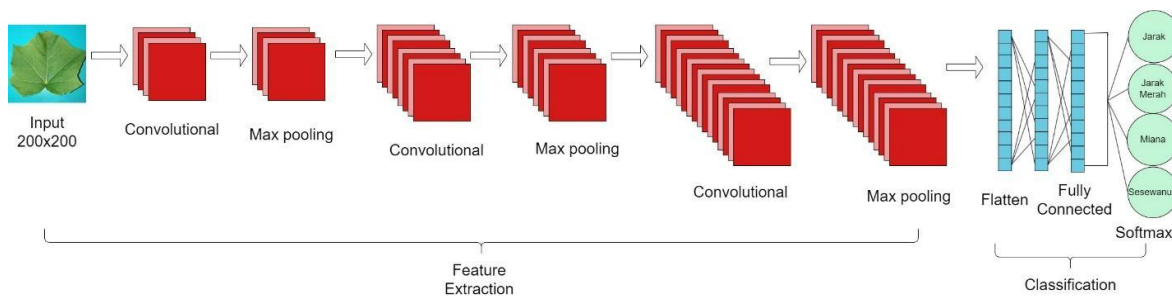 Input
200x200
Convolutional
Max pooling
Convolutional
Max pooling
Convolutional
Max pooling
Flatten
Fully
Connected
Jarak
Jarak
Merah
Miana
Sesewanua
Softmax
Feature
Extraction
Classification